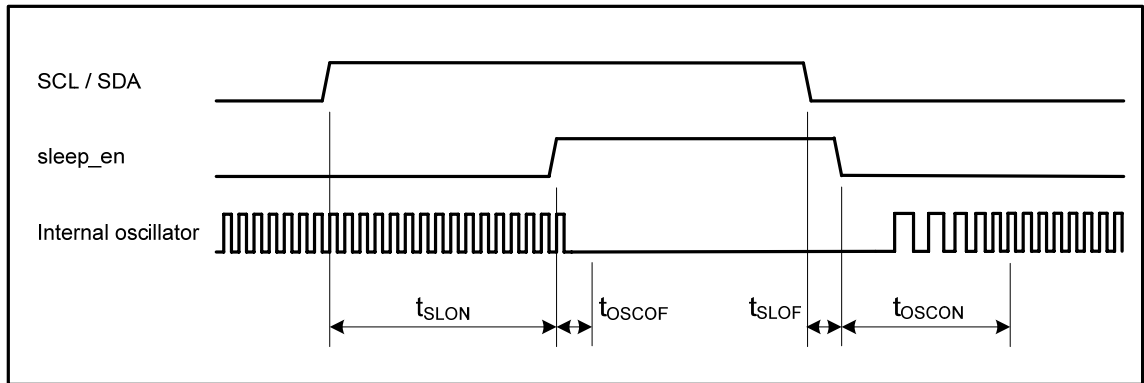 SCL / SDA
sleep_en
Internal oscillator
tSLON
tOSCOF
tSLOF
tOSCON